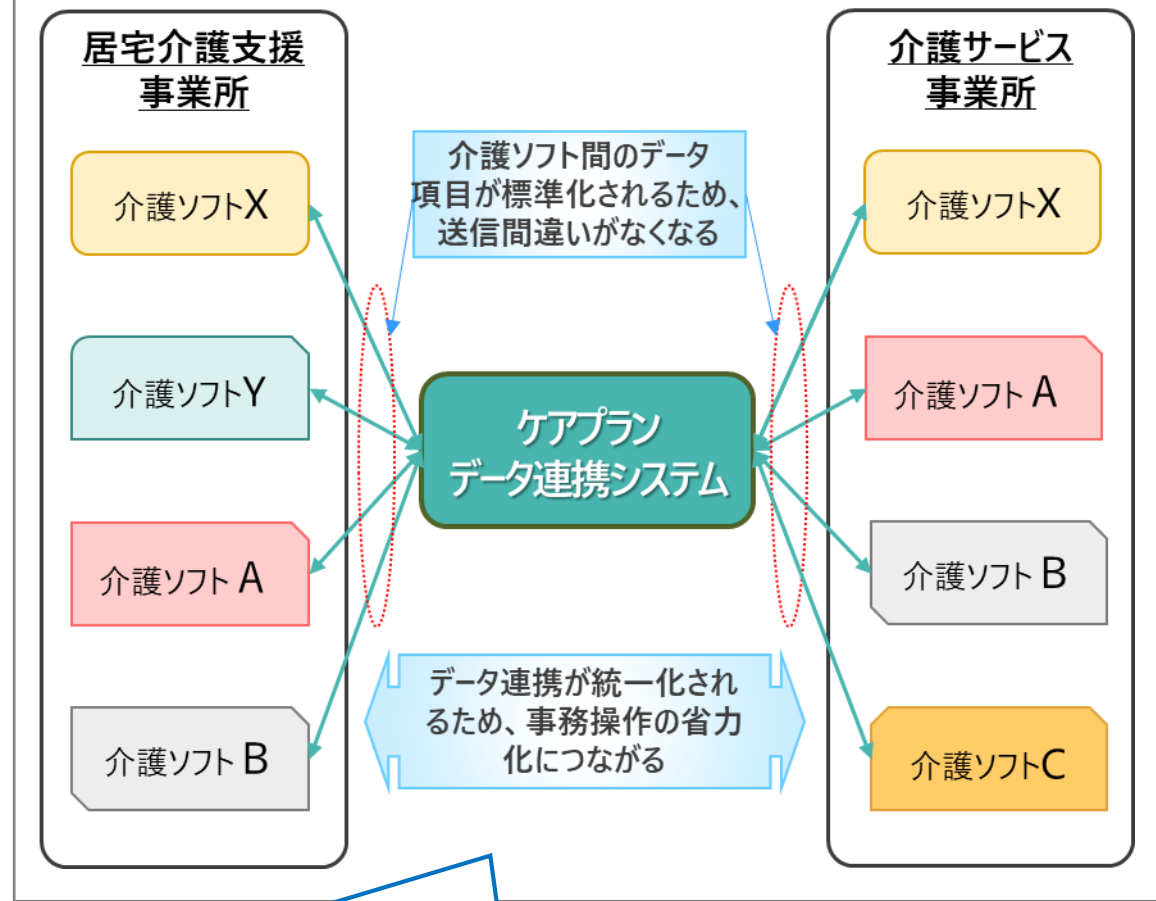 居宅介護支援
事業所
介護ソフトX
介護ソフトY
介護ソフト A
介護ソフト B
介護ソフト間のデータ
項目が標準化されるため、
送信間違いがなくなる
ケアプラン
データ連携システム
データ連携が統一化され
るため、事務操作の省力
化につながる
介護サービス
事業所
介護ソフトX
介護ソフト A
介護ソフト B
介護ソフトC